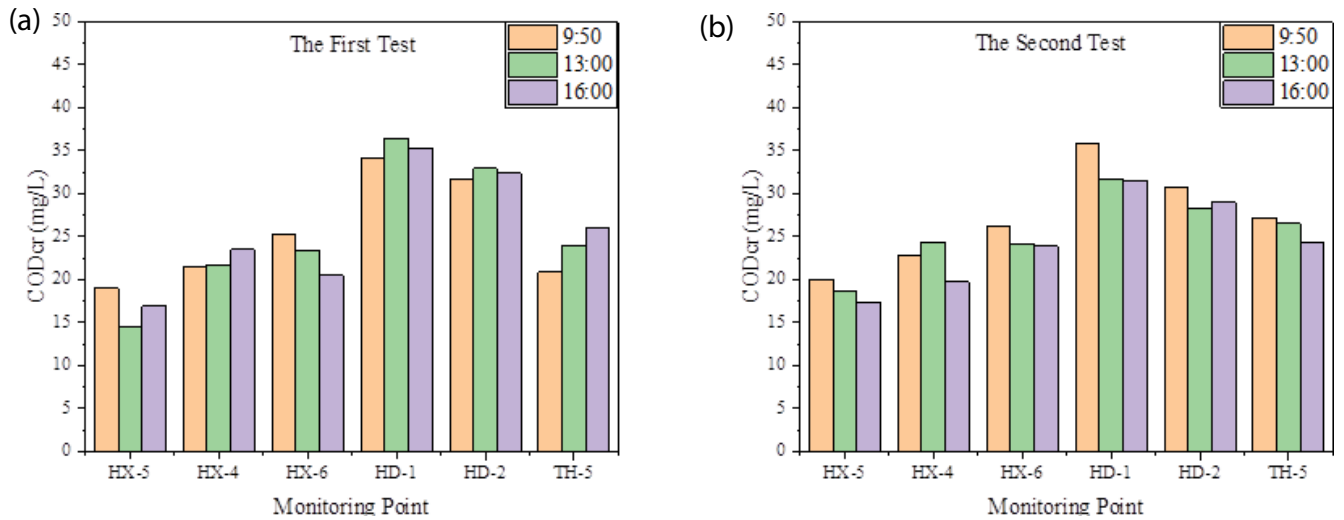 (a)
The First Test
9:50
13:00
16:00
50
45
40
35
30
25
20
15
10
5
0
CODcr (mg/L)
HX-5 HX-4 HX-6 HD-1 HD-2 TH-5
Monitoring Point
(b)
The Second Test
9:50
13:00
16:00
50
45
40
35
30
25
20
15
10
5
0
CODcr (mg/L)
HX-5 HX-4 HX-6 HD-1 HD-2 TH-5
Monitoring Point